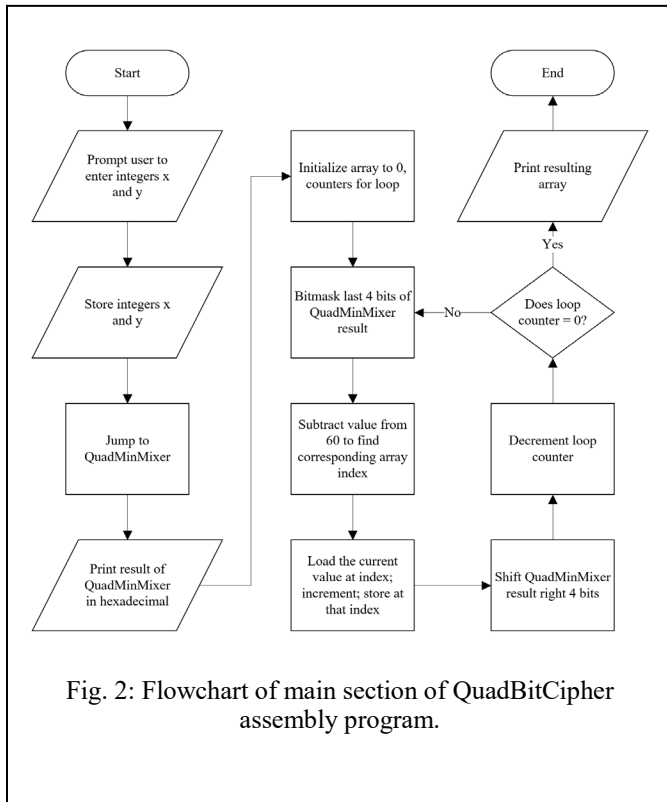 Start
Prompt user to
enter integers x
and y
Store integers x
and y
Jump to
QuadMinMixer
Print result of
QuadMinMixer
in hexadecimal
Initialize array to 0,
counters for loop
Bitmask last 4 bits of
QuadMinMixer
result
Subtract value from
60 to find
corresponding array
index
Load the current
value at index;
increment; store at
that index
Shift QuadMinMixer
result right 4 bits
Decrement loop
counter
Does loop
counter = 0?
No
Yes
Print resulting
array
End
Fig. 2: Flowchart of main section of QuadBitCipher
assembly program.